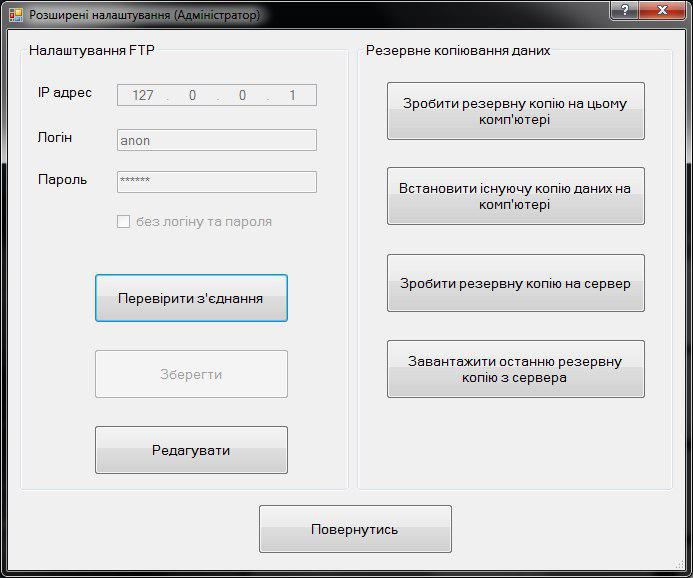 Розширені налаштування (Адміністратор)
Налаштування FTP
IP адрес
127 . 0 . 0 . 1
Логін
anon
Пароль
******
без логіну та пароля
Перевірити з'єднання
Зберегти
Редагувати
Резервне копіювання даних
Зробити резервну копію на цьому
комп'ютері
Встановити існуючу копію даних на
комп'ютері
Зробити резервну копію на сервер
Завантажити останню резервну
копію з сервера
Повернутись